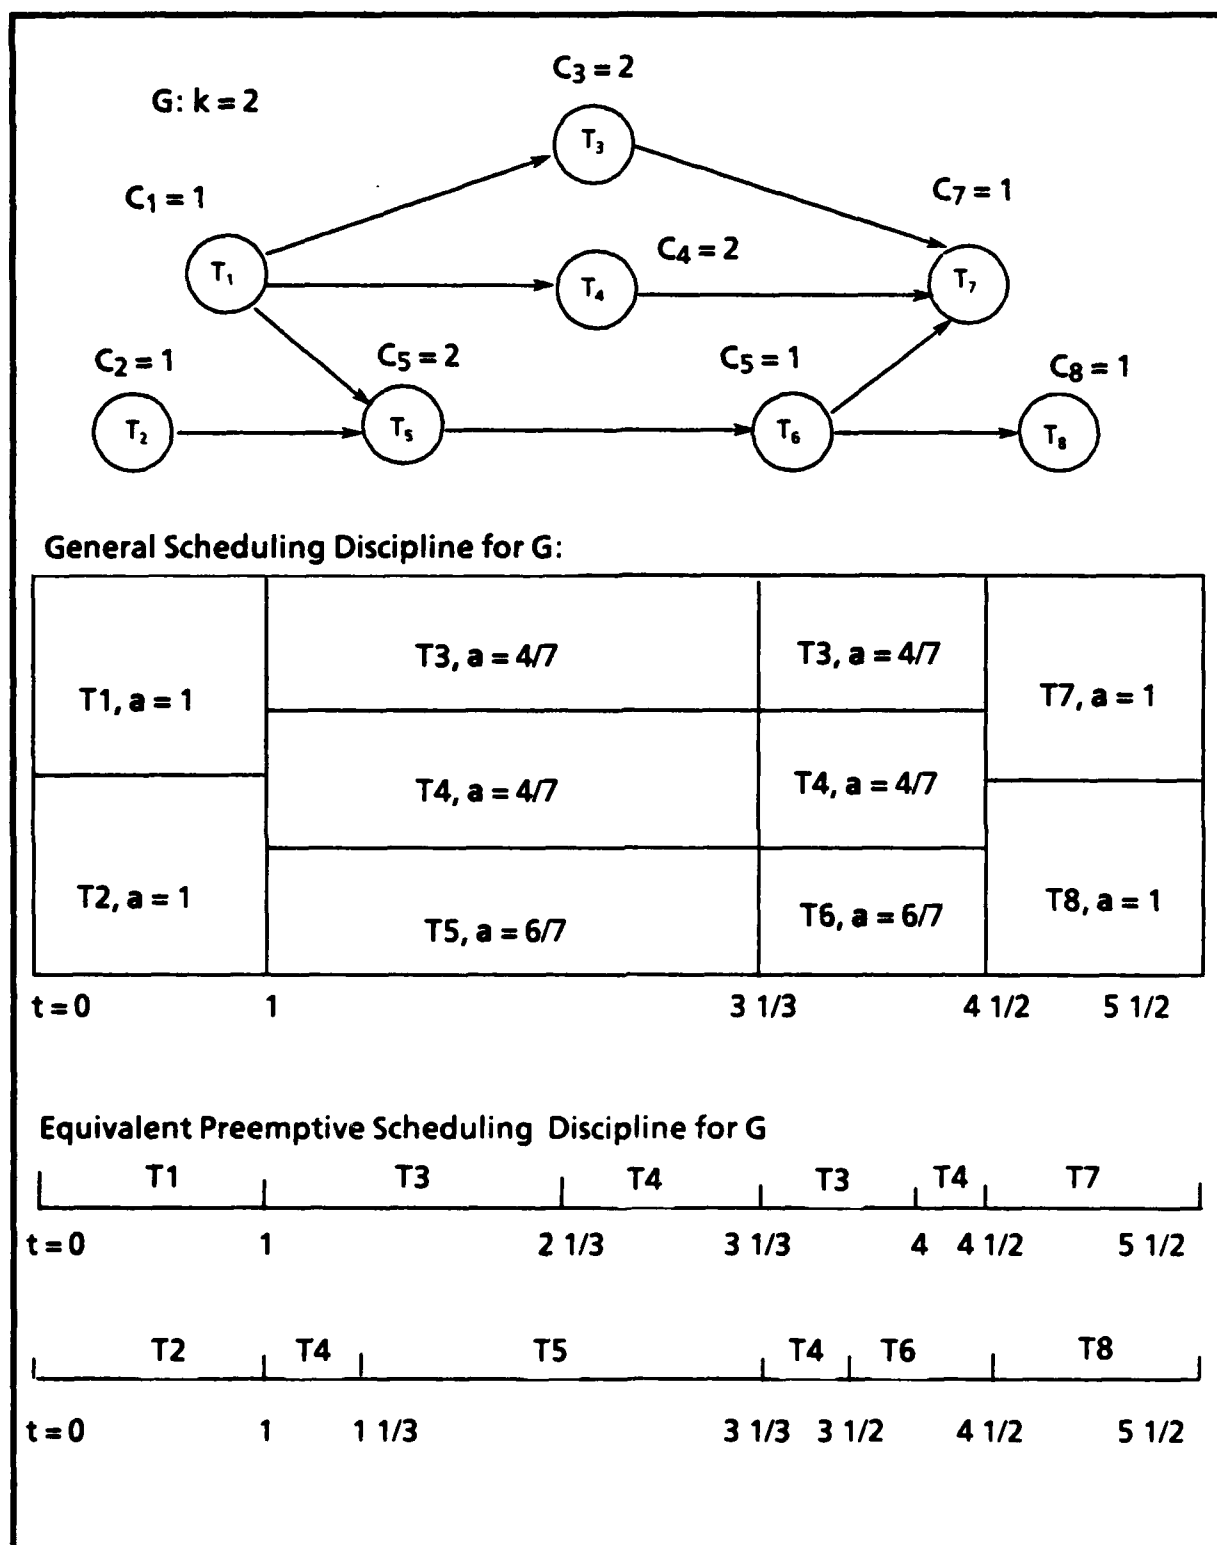 C3 = 2
G: k = 2
T3
C1 = 1
C7 = 1
C4 = 2
T1
T4
T7
C2 = 1
C5 = 2
C5 = 1
C8 = 1
T2
T5
T6
T8
General Scheduling Discipline for G:
T3, a = 4/7
T3, a = 4/7
T1, a = 1
T7, a = 1
T4, a = 4/7
T4, a = 4/7
T2, a = 1
T5, a = 6/7
T6, a = 6/7
T8, a = 1
t = 0 1 3 1/3 4 1/2 5 1/2
Equivalent Preemptive Scheduling Discipline for G
T1 T3 T4 T3 T4 T7
t = 0 1 2 1/3 3 1/3 4 4 1/2 5 1/2
T2 T4 T5 T4 T6 T8
t = 0 1 1 1/3 3 1/3 3 1/2 4 1/2 5 1/2